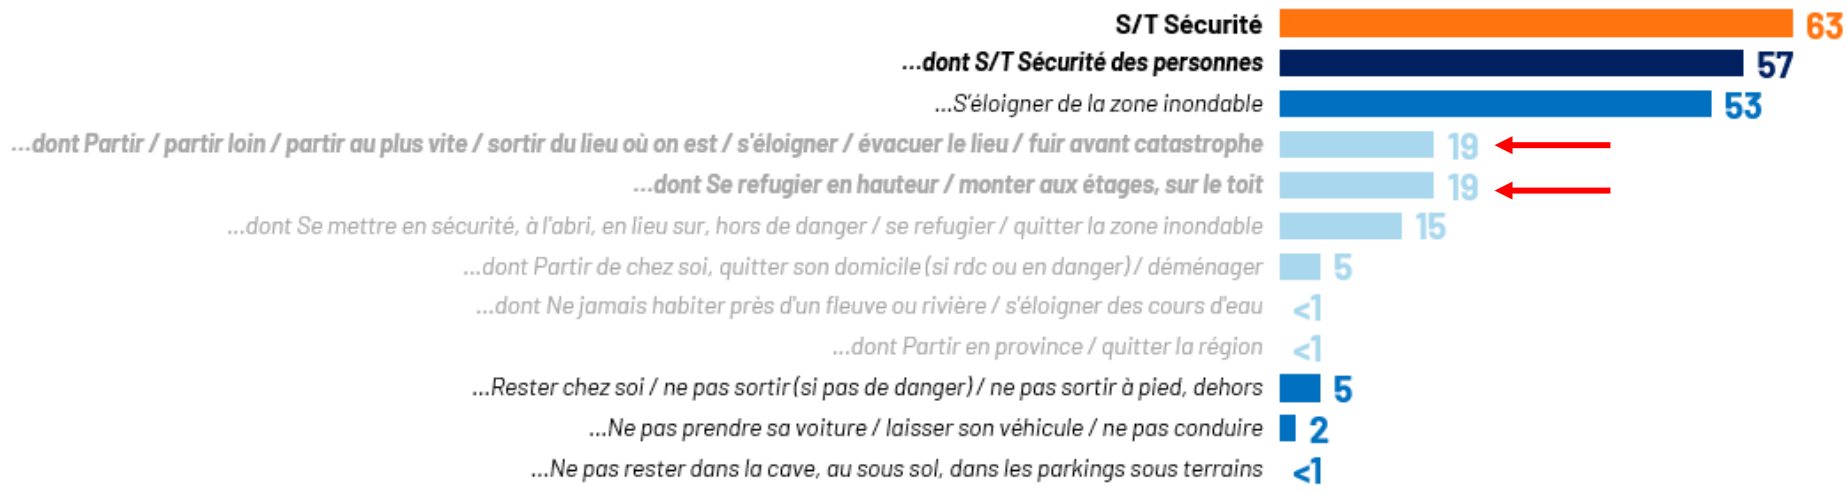 S/T Sécurité 63
...dont S/T Sécurité des personnes 57
...S'éloigner de la zone inondable 53
...dont Partir / partir loin / partir au plus vite / sortir du lieu où on est / s'éloigner / évacuer le lieu / fuir avant catastrophe 19
...dont Se refugier en hauteur / monter aux étages, sur le toit 19
...dont Se mettre en sécurité, à l'abri, en lieu sur, hors de danger / se refugier / quitter la zone inondable 15
...dont Partir de chez soi, quitter son domicile (si rdc ou en danger) / déménager 5
...dont Ne jamais habiter près d'un fleuve ou rivière / s'éloigner des cours d'eau <1
...dont Partir en province / quitter la région <1
...Rester chez soi / ne pas sortir (si pas de danger) / ne pas sortir à pied, dehors 5
...Ne pas prendre sa voiture / laisser son véhicule / ne pas conduire 2
...Ne pas rester dans la cave, au sous sol, dans les parkings sous terrains <1